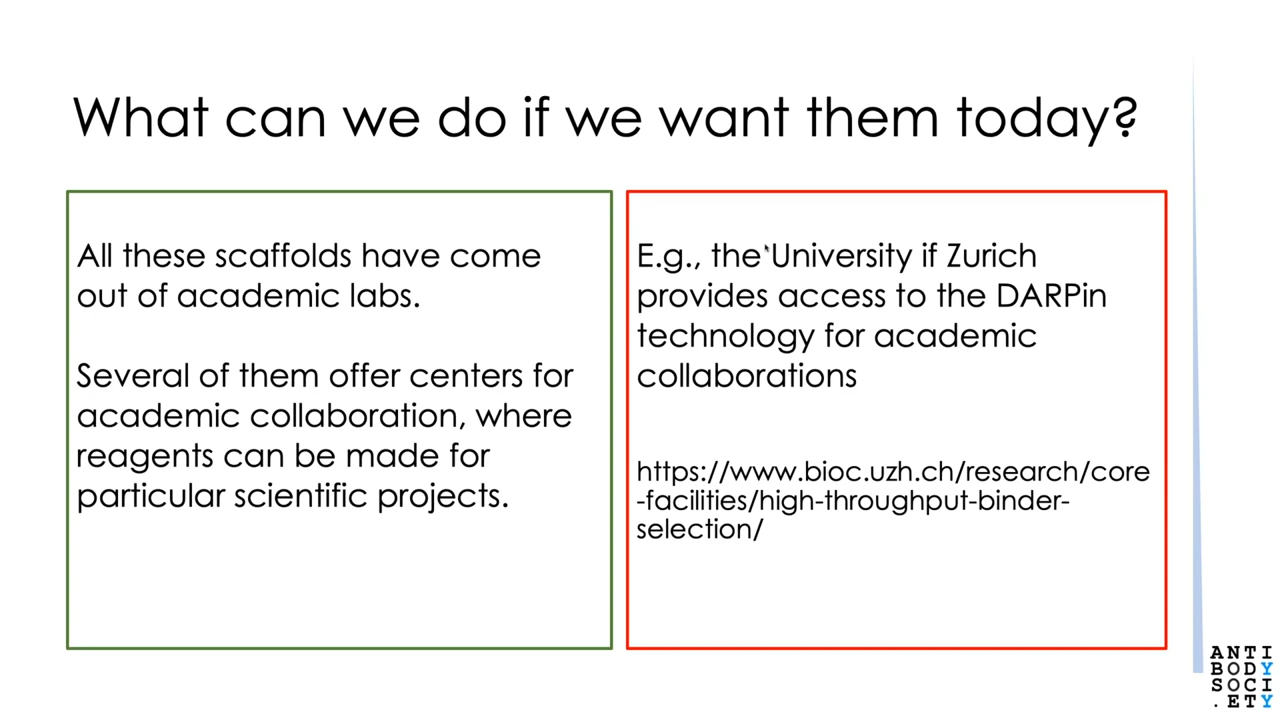 What can we do if we want them today?
All these scaffolds have come
out of academic labs.
Several of them offer centers for
academic collaboration, where
reagents can be made for
particular scientific projects.
E.g., the University if Zurich
provides access to the DARPin
technology for academic
collaborations
https://www.bioc.uzh.ch/research/core
-facilities/high-throughput-binder-
selection/
ANTI
BODY
SOCI
.ETY